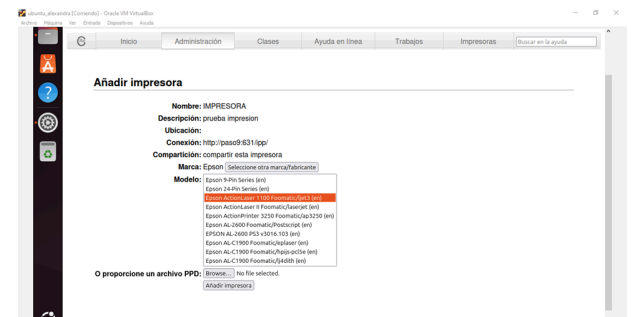 ubuntu_alexandra [Corriendo] - Oracle VM VirtualBox
Archivo Máquina Ver Entrada Dispositivos Ayuda
Inicio Administración Clases Ayuda en línea Trabajos Impresoras Buscar en la ayuda
Añadir impresora
Nombre: IMPRESORA
Descripción: prueba impresion
Ubicación:
Conexión: http://paso9:631/ipp/
Compartición: compartir esta impresora
Marca: Epson Seleccione otra marca/fabricante
Modelo: Epson 9-Pin Series (en)
Epson 24-Pin Series (en)
Epson ActionLaser 1100 Foomatic/ljet3 (en)
Epson ActionLaser II Foomatic/laserjet (en)
Epson ActionPrinter 3250 Foomatic/ap3250 (en)
Epson AL-2600 Foomatic/Postscript (en)
EPSON AL-2600 PS3 v3016.103 (en)
Epson AL-C1900 Foomatic/eplaser (en)
Epson AL-C1900 Foomatic/hpijs-pcl5e (en)
Epson AL-C1900 Foomatic/lj4dith (en)
O proporcione un archivo PPD: Browse... No file selected.
Añadir impresora